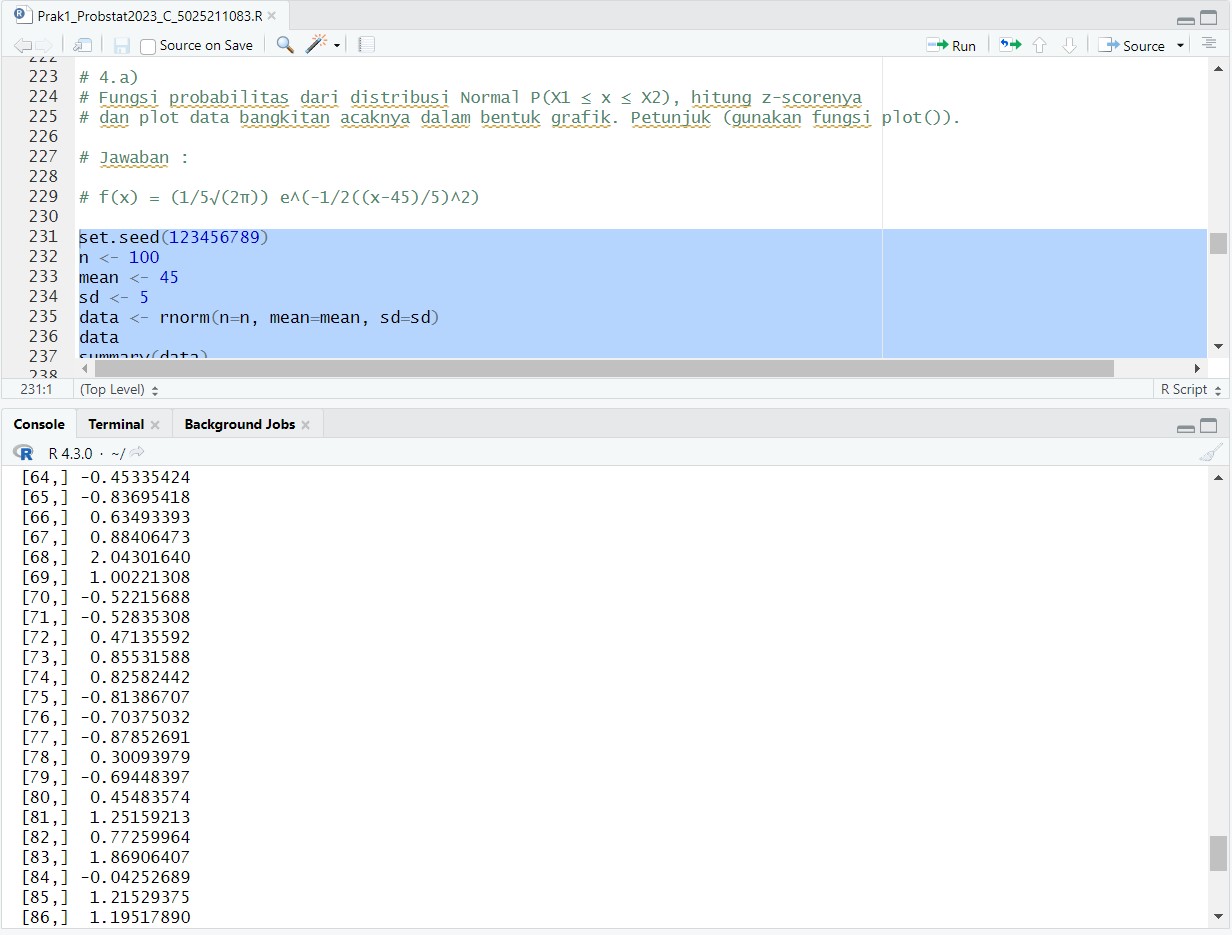 Prak1_Probstat2023_C_5025211083.R
Source on Save
Run
Source
222
223 # 4.a)
224 # Fungsi probabilitas dari distribusi Normal P(X1 ≤ x ≤ X2), hitung z-scorenya
225 # dan plot data bangkitan acaknya dalam bentuk grafik. Petunjuk (gunakan fungsi plot()).
226
227 # Jawaban :
228
229 # f(x) = (1/5√(2π)) e^(-1/2((x-45)/5)^2)
230
231 set.seed(123456789)
232 n <- 100
233 mean <- 45
234 sd <- 5
235 data <- rnorm(n=n, mean=mean, sd=sd)
236 data
237 summary(data)
238
231:1 (Top Level) R Script
Console Terminal Background Jobs
R R 4.3.0 · ~/
[64,] -0.45335424
[65,] -0.83695418
[66,] 0.63493393
[67,] 0.88406473
[68,] 2.04301640
[69,] 1.00221308
[70,] -0.52215688
[71,] -0.52835308
[72,] 0.47135592
[73,] 0.85531588
[74,] 0.82582442
[75,] -0.81386707
[76,] -0.70375032
[77,] -0.87852691
[78,] 0.30093979
[79,] -0.69448397
[80,] 0.45483574
[81,] 1.25159213
[82,] 0.77259964
[83,] 1.86906407
[84,] -0.04252689
[85,] 1.21529375
[86,] 1.19517890